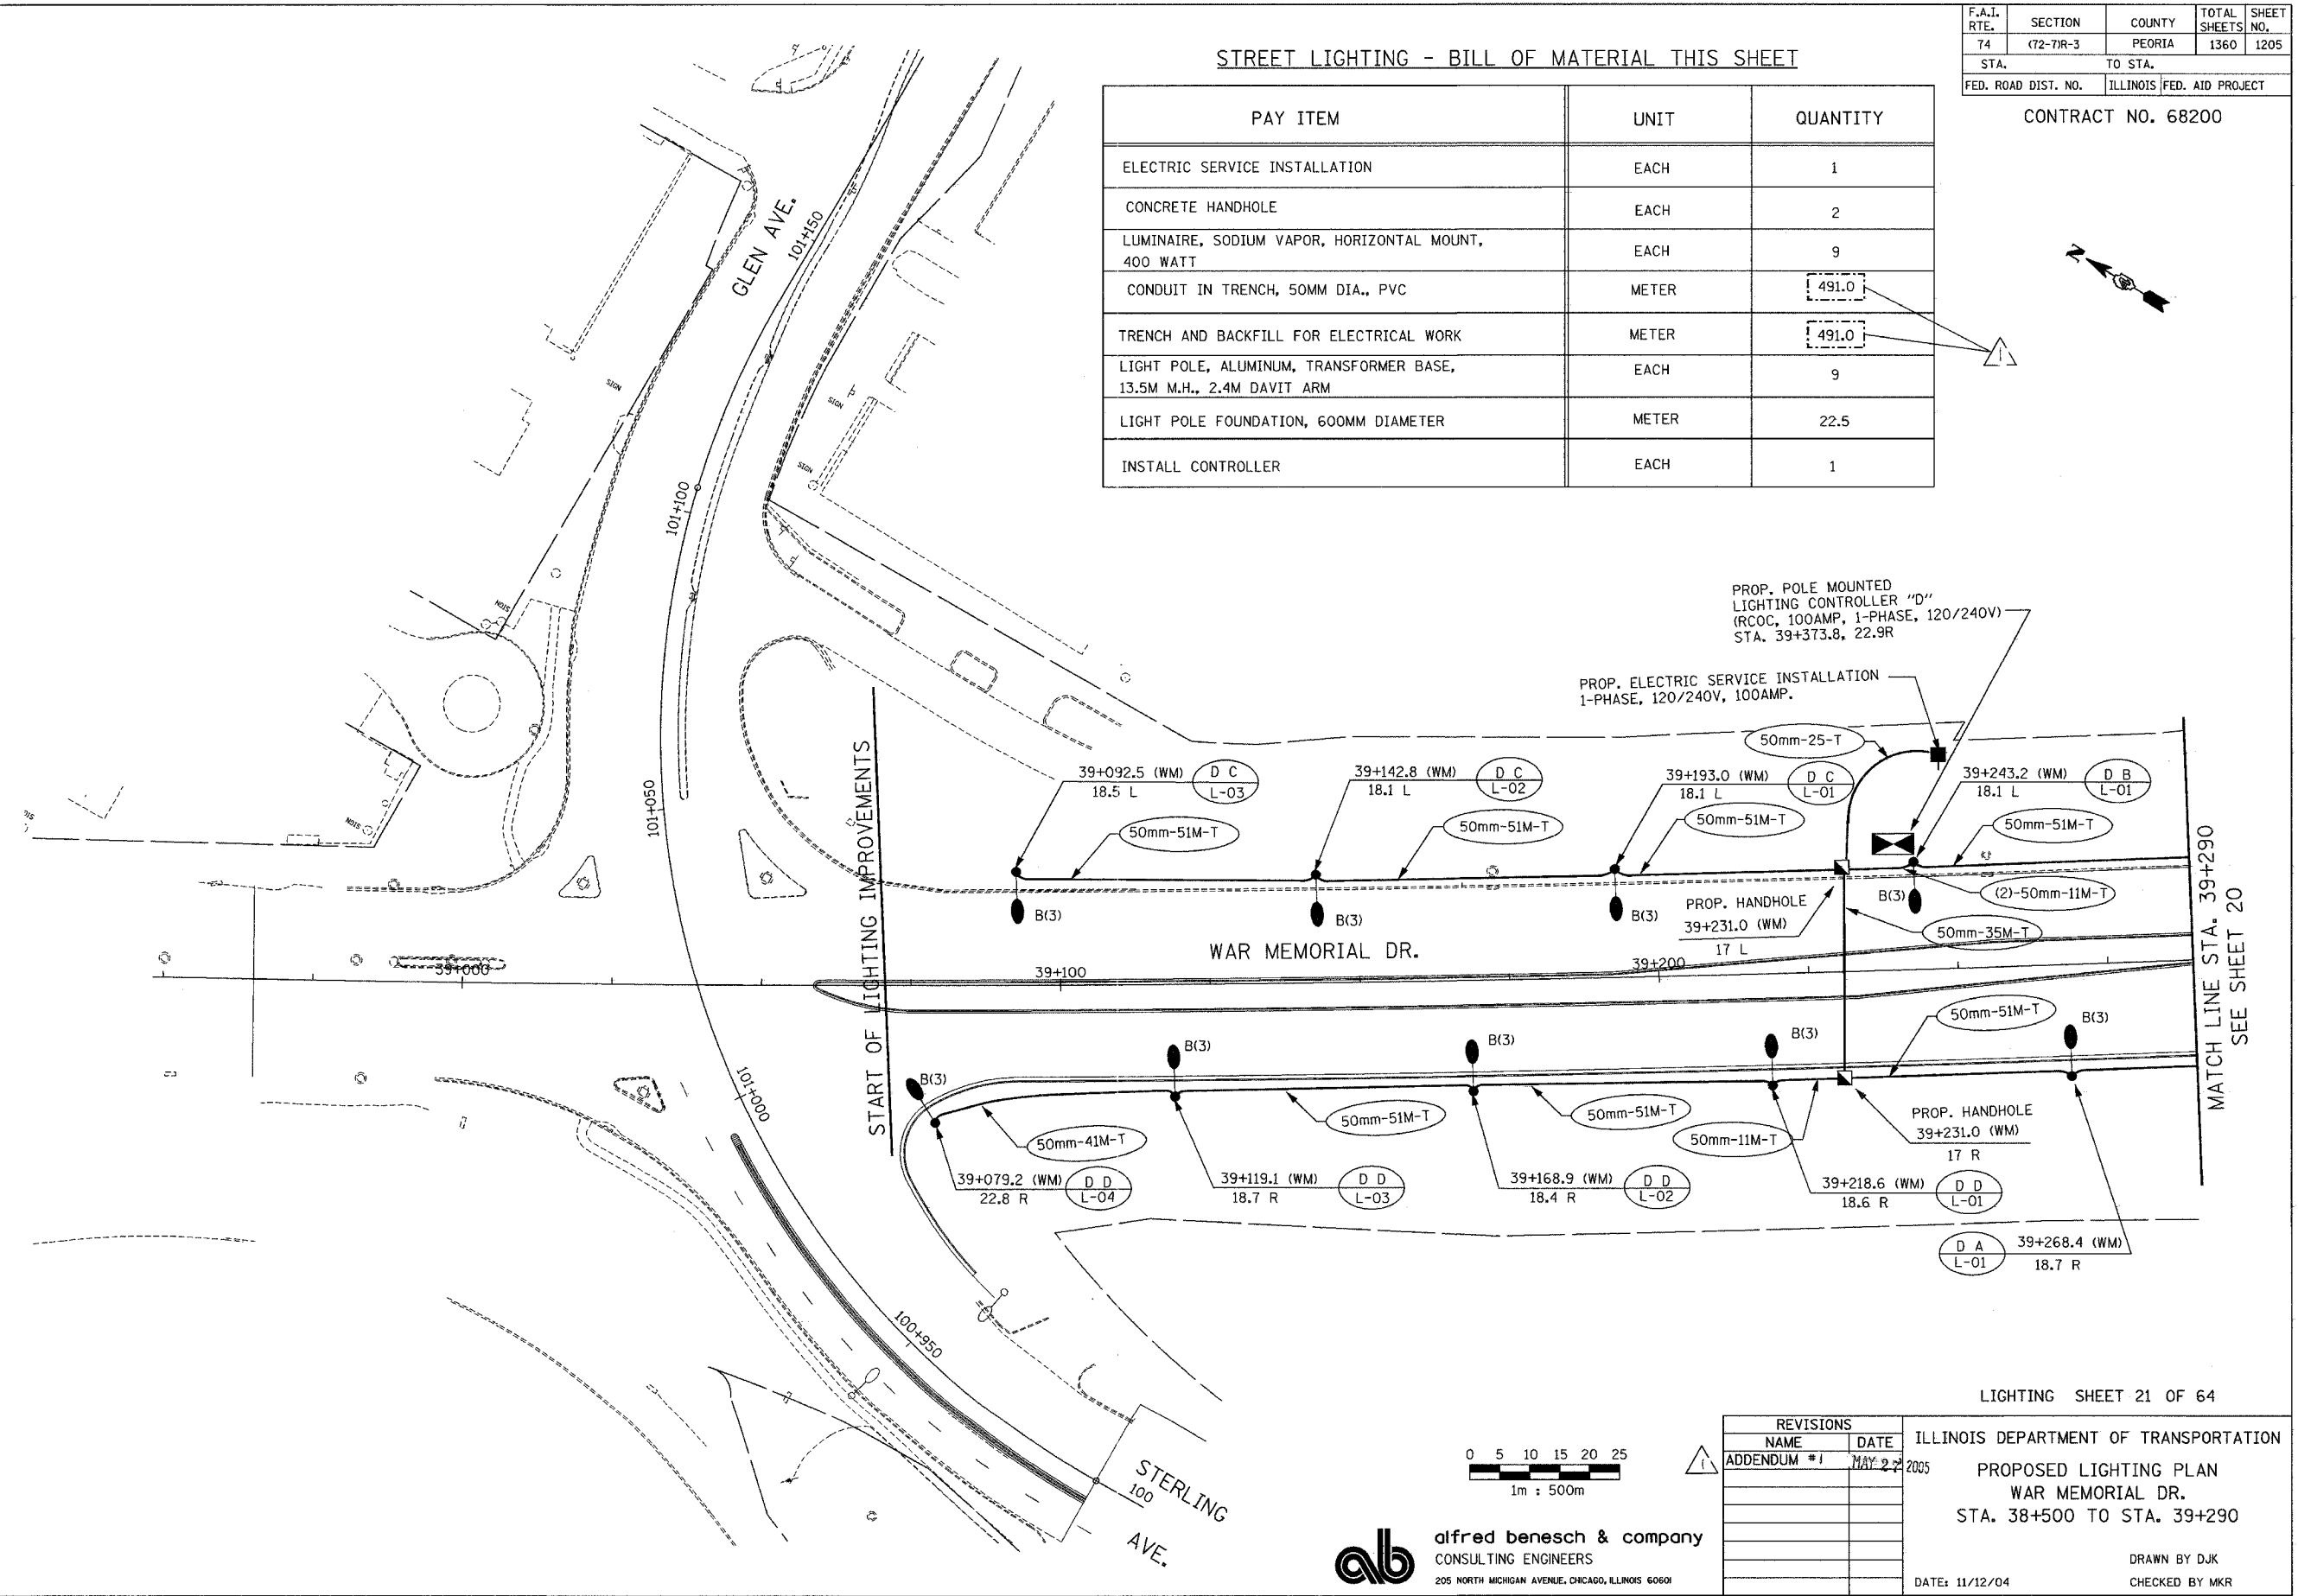 F.A.I. RTE. SECTION COUNTY TOTAL SHEETS SHEET NO.
74 (72-7)R-3 PEORIA 1360 1205
STA. TO STA.
FED. ROAD DIST. NO. ILLINOIS FED. AID PROJECT
CONTRACT NO. 68200
STREET LIGHTING - BILL OF MATERIAL THIS SHEET
PAY ITEM UNIT QUANTITY
ELECTRIC SERVICE INSTALLATION EACH 1
CONCRETE HANDHOLE EACH 2
LUMINAIRE, SODIUM VAPOR, HORIZONTAL MOUNT,
400 WATT EACH 9
CONDUIT IN TRENCH, 50MM DIA., PVC METER 491.0
TRENCH AND BACKFILL FOR ELECTRICAL WORK METER 491.0
1
LIGHT POLE, ALUMINUM, TRANSFORMER BASE,
13.5M M.H., 2.4M DAVIT ARM EACH 9
LIGHT POLE FOUNDATION, 600MM DIAMETER METER 22.5
INSTALL CONTROLLER EACH 1
N
GLEN AVE.
101+150
101+100
101+050
101+000
100+950
100
STERLING
AVE.
SIGN
SIGN
SIGN
SIGN
SIGN
SIGN
PROP. POLE MOUNTED
LIGHTING CONTROLLER "D"
(RCOC, 100AMP, 1-PHASE, 120/240V)
STA. 39+373.8, 22.9R
PROP. ELECTRIC SERVICE INSTALLATION
1-PHASE, 120/240V, 100AMP.
50mm-25-T
39+092.5 (WM)
18.5 L
D C
L-03
39+142.8 (WM)
18.1 L
D C
L-02
39+193.0 (WM)
18.1 L
D C
L-01
39+243.2 (WM)
18.1 L
D B
L-01
50mm-51M-T
50mm-51M-T
50mm-51M-T
50mm-51M-T
(2)-50mm-11M-T
B(3)
B(3)
B(3)
B(3)
PROP. HANDHOLE
39+231.0 (WM)
17 L
50mm-35M-T
START OF LIGHTING IMPROVEMENTS
WAR MEMORIAL DR.
39+000
39+100
39+200
MATCH LINE STA. 39+290
SEE SHEET 20
B(3)
B(3)
B(3)
B(3)
B(3)
50mm-51M-T
50mm-41M-T
50mm-51M-T
50mm-51M-T
50mm-11M-T
PROP. HANDHOLE
39+231.0 (WM)
17 R
39+079.2 (WM)
22.8 R
D D
L-04
39+119.1 (WM)
18.7 R
D D
L-03
39+168.9 (WM)
18.4 R
D D
L-02
39+218.6 (WM)
18.6 R
D D
L-01
D A
L-01
39+268.4 (WM)
18.7 R
LIGHTING SHEET 21 OF 64
0 5 10 15 20 25
1m : 500m
ab
alfred benesch & company
CONSULTING ENGINEERS
205 NORTH MICHIGAN AVENUE, CHICAGO, ILLINOIS 60601
1
REVISIONS
NAME DATE
ADDENDUM #1 MAY 27 2005
ILLINOIS DEPARTMENT OF TRANSPORTATION
PROPOSED LIGHTING PLAN
WAR MEMORIAL DR.
STA. 38+500 TO STA. 39+290
DRAWN BY DJK
DATE: 11/12/04 CHECKED BY MKR